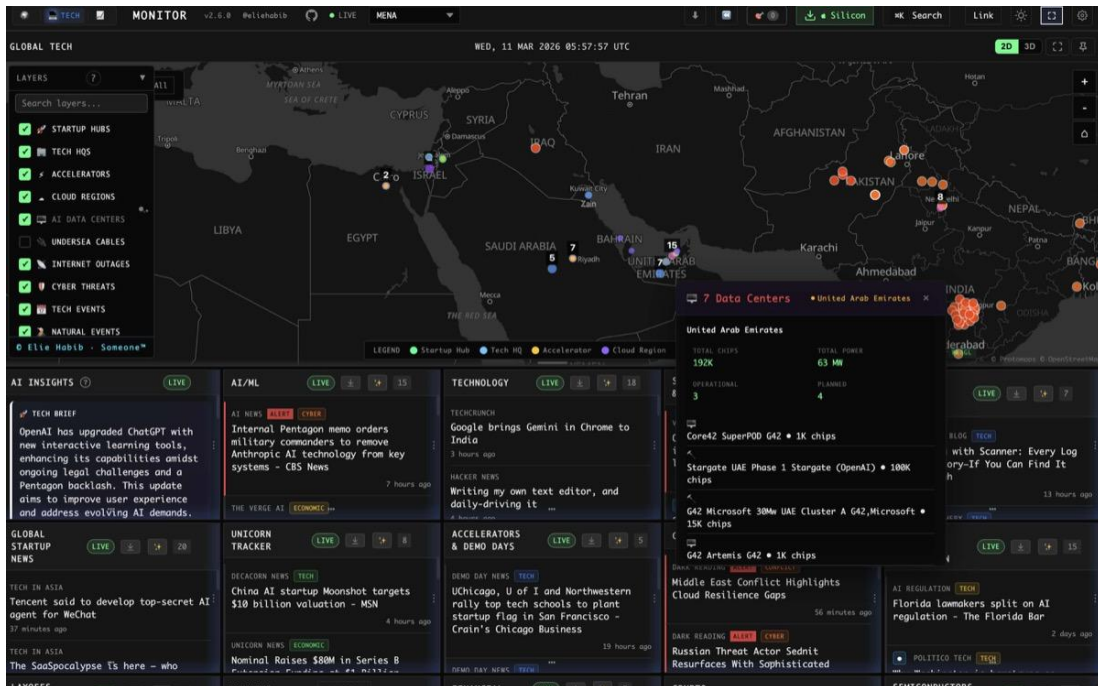 TECH
MONITOR
v2.6.0
@eliehabib
LIVE
MENA
0
Silicon
⌘K Search
Link
GLOBAL TECH
WED, 11 MAR 2026 05:57:57 UTC
2D 3D
LAYERS
?
All
Search layers...
STARTUP HUBS
TECH HQS
ACCELERATORS
CLOUD REGIONS
AI DATA CENTERS
UNDERSEA CABLES
INTERNET OUTAGES
CYBER THREATS
TECH EVENTS
NATURAL EVENTS
© Elie Habib · Someone™
Athens
MYRTOAN SEA
SEA OF CRETE
MALTA
Tripoli
Benghazi
CYPRUS
Aleppo
SYRIA
Damascus
Tehran
Mashhad
Hotan
AFGHANISTAN
LADAKH
IRAQ
IRAN
Lahore
PAKISTAN
ISRAEL
2
Kuwait City
Zain
8
NEPAL
Jaipur
Kanpur
Patna
LIBYA
EGYPT
SAUDI ARABIA
7
Riyadh
5
BAHRAIN
15
7
UNITED ARAB
EMIRATES
Karachi
Ahmedabad
Mecca
THE RED SEA
INDIA
ODISHA
LEGEND
Startup Hub
Tech HQ
Accelerator
Cloud Region
7 Data Centers
United Arab Emirates
×
United Arab Emirates
TOTAL CHIPS
TOTAL POWER
192K
63 MW
OPERATIONAL
PLANNED
3
4
Core42 SuperPOD G42 • 1K chips
Stargate UAE Phase 1 Stargate (OpenAI) • 100K
chips
G42 Microsoft 30Mw UAE Cluster A G42,Microsoft •
15K chips
G42 Artemis G42 • 1K chips
AI INSIGHTS ?
LIVE
TECH BRIEF
OpenAI has upgraded ChatGPT with
new interactive learning tools,
enhancing its capabilities amidst
ongoing legal challenges and a
Pentagon backlash. This update
aims to improve user experience
and address evolving AI demands.
AI/ML
LIVE
15
AI NEWS ALERT CYBER
Internal Pentagon memo orders
military commanders to remove
Anthropic AI technology from key
systems - CBS News
7 hours ago
THE VERGE AI ECONOMIC
TECHNOLOGY
LIVE
18
TECHCRUNCH
Google brings Gemini in Chrome to
India
3 hours ago
HACKER NEWS
Writing my own text editor, and
daily-driving it
7
BLOG TECH
with Scanner: Every Log
ory—If You Can Find It
13 hours ago
GLOBAL
STARTUP
NEWS
LIVE
20
TECH IN ASIA
Tencent said to develop top-secret AI
agent for WeChat
37 minutes ago
TECH IN ASIA
The SaaSpocalypse is here – who
UNICORN
TRACKER
LIVE
8
DECACORN NEWS TECH
China AI startup Moonshot targets
$10 billion valuation - MSN
4 hours ago
UNICORN NEWS ECONOMIC
Nominal Raises $80M in Series B
ACCELERATORS
& DEMO DAYS
LIVE
5
DEMO DAY NEWS TECH
UChicago, U of I and Northwestern
rally top tech schools to plant
startup flag in San Francisco -
Crain's Chicago Business
19 hours ago
DEMO DAY NEWS TECH
DARK READING
Middle East Conflict Highlights
Cloud Resilience Gaps
56 minutes ago
DARK READING ALERT CYBER
Russian Threat Actor Sednit
Resurfaces With Sophisticated
LIVE
15
AI REGULATION TECH
Florida lawmakers split on AI
regulation - The Florida Bar
2 days ago
POLITICO TECH TECH